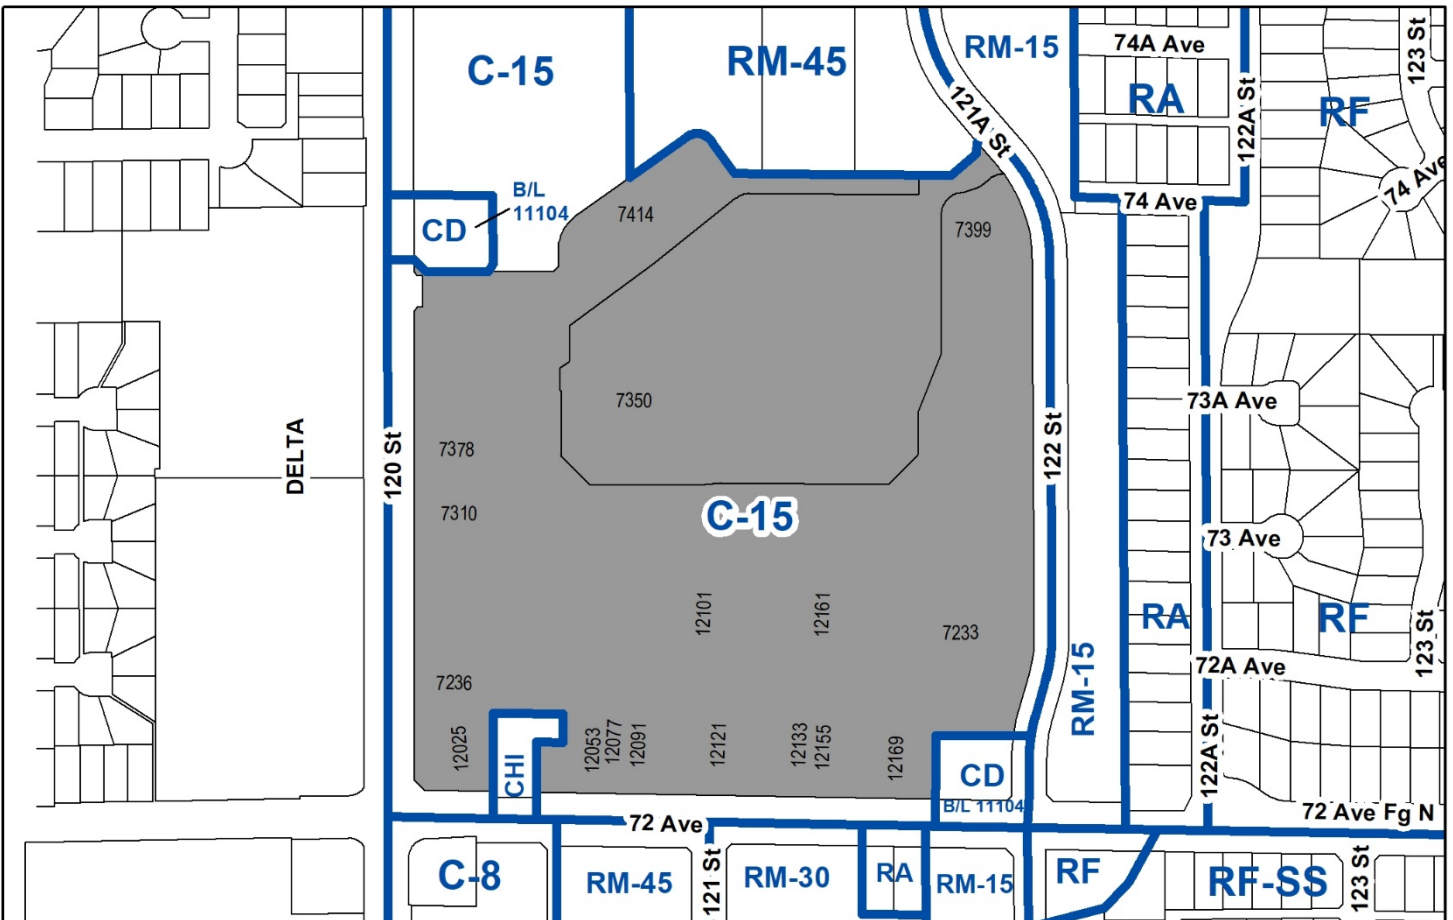 C-15
RM-45
RM-15
74A Ave
RA
RF
123 St
122A St
121A St
74 Ave
74 Ave
B/L
11104
CD
7414
7399
DELTA
120 St
7350
7378
7310
C-15
122 St
73A Ave
73 Ave
12101
12161
7233
RA
RF
123 St
72A Ave
RM-15
7236
12025
CHI
12053
12077
12091
12121
12133
12155
12169
CD
B/L 11104
122A St
72 Ave Fg N
72 Ave
121 St
C-8
RM-45
RM-30
RA
RM-15
RF
RF-SS
123 St